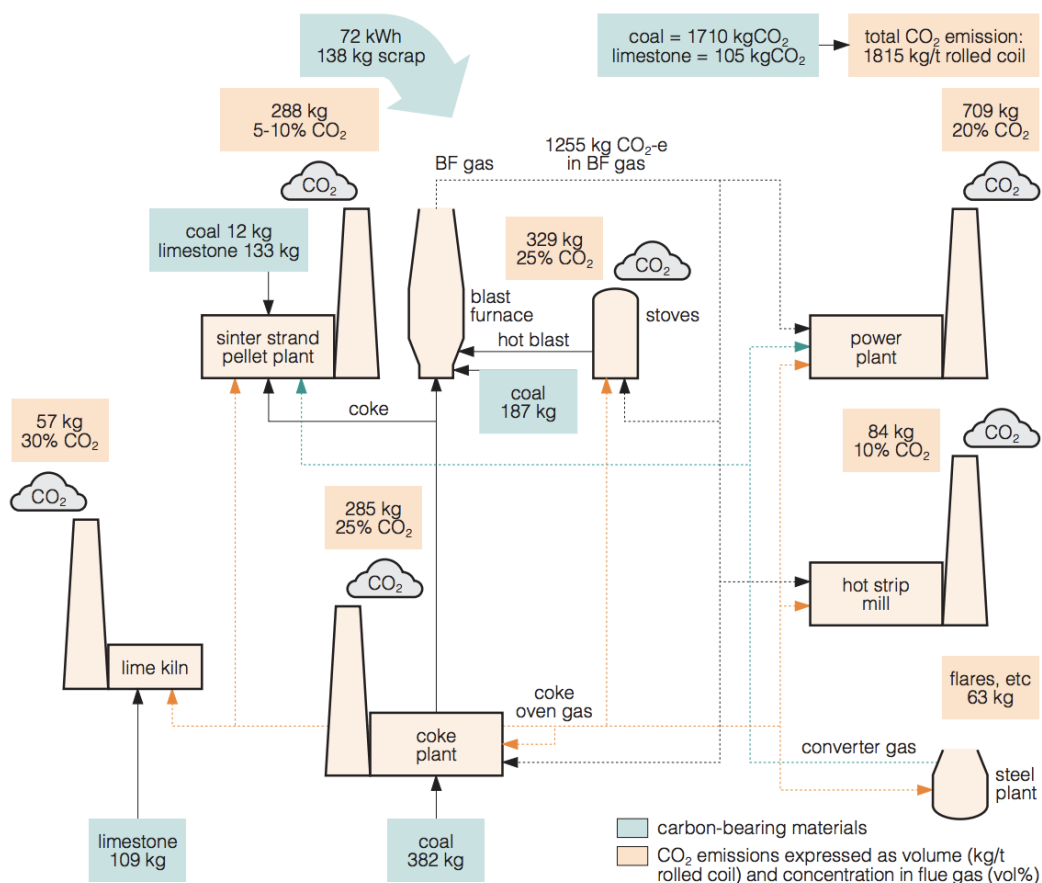 72 kWh
138 kg scrap
coal = 1710 kgCO₂
limestone = 105 kgCO₂
total CO₂ emission:
1815 kg/t rolled coil
288 kg
5-10% CO₂
709 kg
20% CO₂
1255 kg CO₂-e
in BF gas
BF gas
CO₂
CO₂
coal 12 kg
limestone 133 kg
329 kg
25% CO₂
CO₂
blast
furnace
stoves
hot blast
sinter strand
pellet plant
power
plant
coal
187 kg
coke
57 kg
30% CO₂
84 kg
10% CO₂
CO₂
CO₂
285 kg
25% CO₂
CO₂
hot strip
mill
lime kiln
flares, etc
63 kg
coke
oven gas
coke
plant
converter gas
steel
plant
limestone
109 kg
coal
382 kg
carbon-bearing materials
CO₂ emissions expressed as volume (kg/t
rolled coil) and concentration in flue gas (vol%)